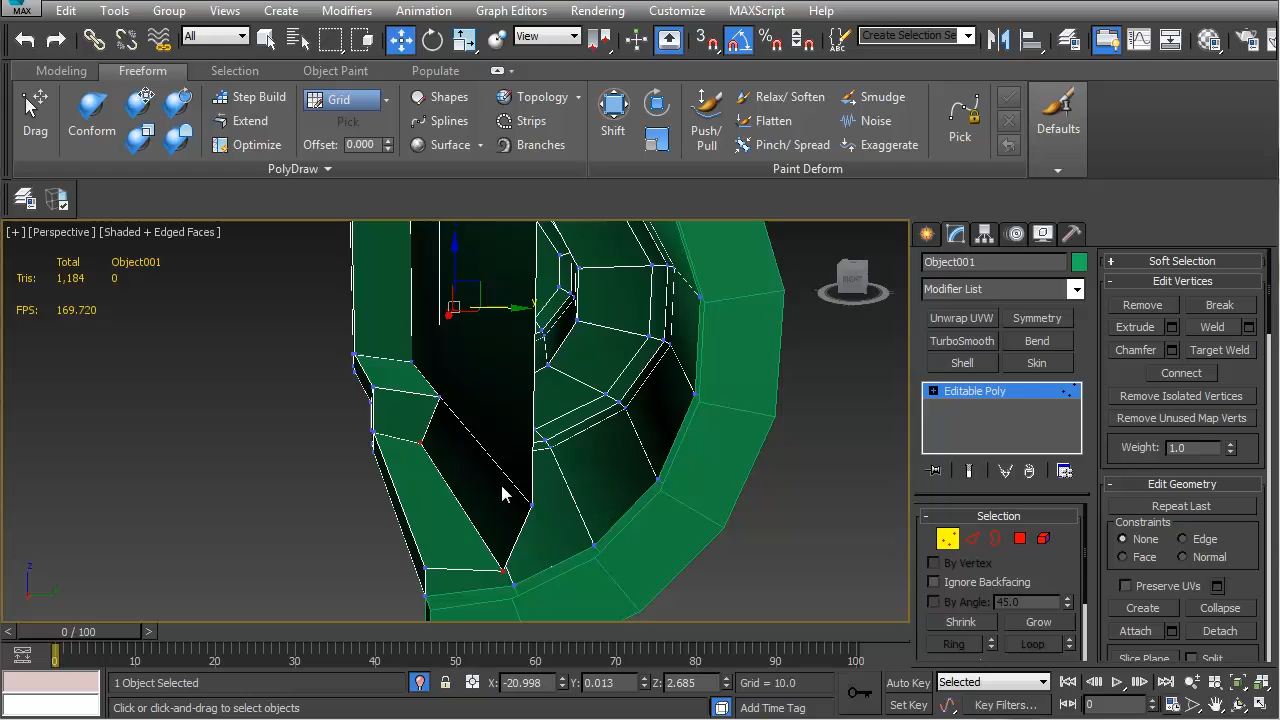 MAX Edit Tools Group Views Create Modifiers Animation Graph Editors Rendering Customize MAXScript Help
All View 3 % ABC Create Selection Se
Modeling Freeform Selection Object Paint Populate
Drag Conform Step Build Extend Optimize Grid Pick Offset: 0.000 Shapes Splines Surface Topology Strips Branches Shift Push/ Pull Relax/ Soften Flatten Pinch/ Spread Smudge Noise Exaggerate Pick Defaults
PolyDraw Paint Deform
[+] [Perspective ] [Shaded + Edged Faces ]
Total Object001
Tris: 1,184 0
FPS: 169.720
RIGHT
y
z
Object001
Modifier List
Unwrap UVW Symmetry
TurboSmooth Bend
Shell Skin
Editable Poly
- Selection
By Vertex
Ignore Backfacing
By Angle: 45.0
Shrink Grow
Ring Loop
+ Soft Selection
- Edit Vertices
Remove Break
Extrude Weld
Chamfer Target Weld
Connect
Remove Isolated Vertices
Remove Unused Map Verts
Weight: 1.0
- Edit Geometry
Repeat Last
Constraints
None Edge
Face Normal
Preserve UVs
Create Collapse
Attach Detach
Slice Plane Split
< 0 / 100 >
0 10 20 30 40 50 60 70 80 90 100
1 Object Selected X: -20.998 Y: 0.013 Z: 2.685 Grid = 10.0 Auto Key Selected
Click or click-and-drag to select objects Add Time Tag Set Key Key Filters... 0